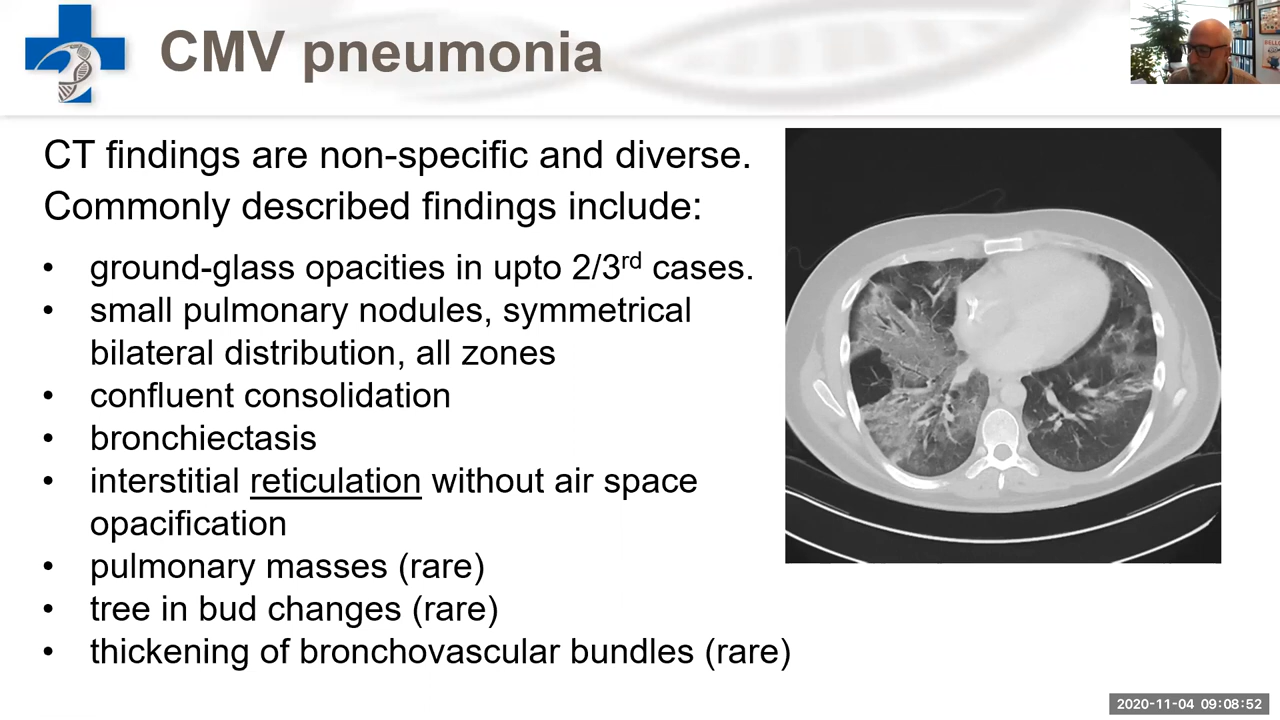 CMV pneumonia
CT findings are non-specific and diverse.
Commonly described findings include:
• ground-glass opacities in upto 2/3rd cases.
• small pulmonary nodules, symmetrical
bilateral distribution, all zones
• confluent consolidation
• bronchiectasis
• interstitial reticulation without air space
opacification
• pulmonary masses (rare)
• tree in bud changes (rare)
• thickening of bronchovascular bundles (rare)
2020-11-04 09:08:52